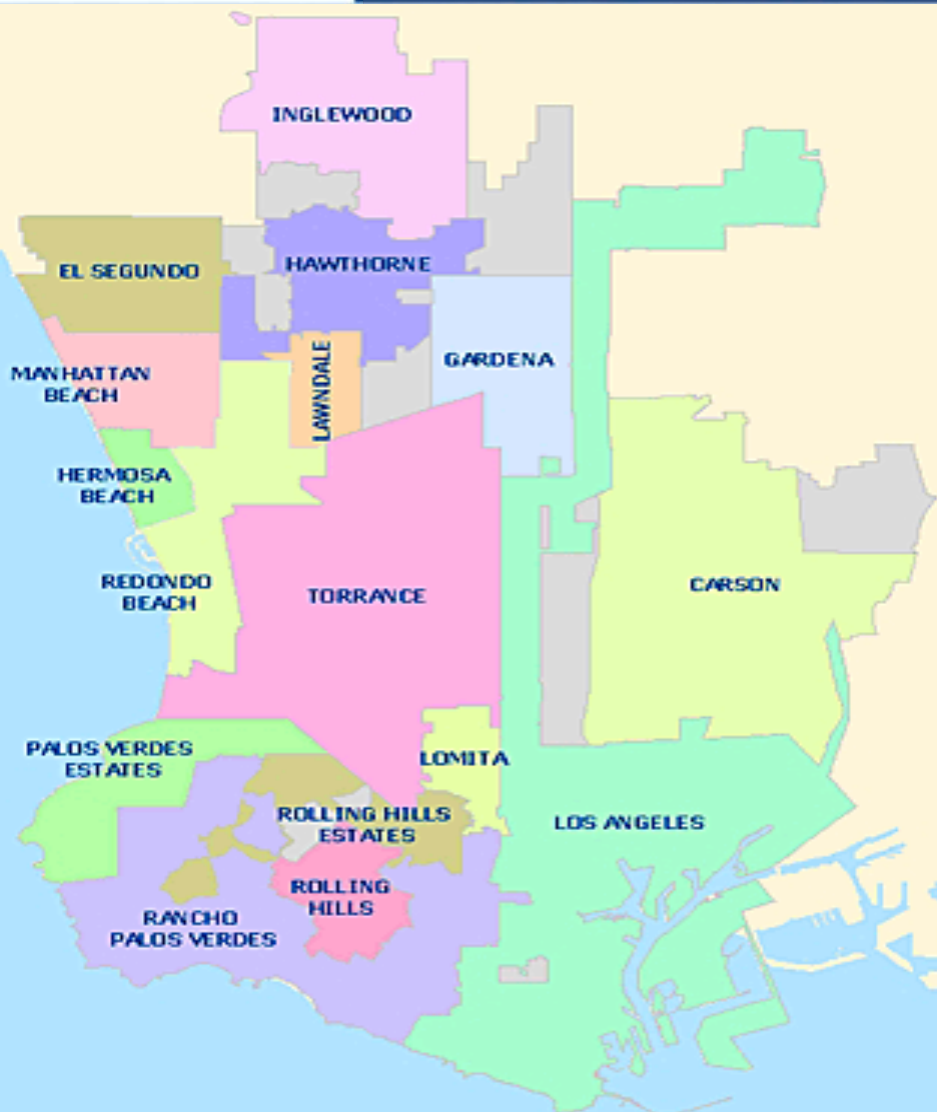 INGLEWOOD
EL SEGUNDO
HAWTHORNE
MANHATTAN
BEACH
LAWNDALE
GARDENA
HERMOSA
BEACH
REDONDO
BEACH
TORRANCE
CARSON
PALOS VERDES
ESTATES
LOMITA
ROLLING HILLS
ESTATES
LOS ANGELES
ROLLING
HILLS
RANCHO
PALOS VERDES